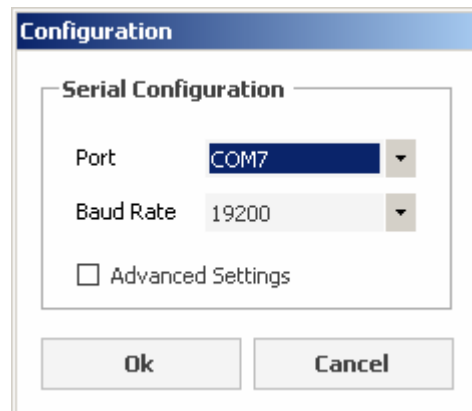 Configuration
Serial Configuration
Port COM7
Baud Rate 19200
Advanced Settings
Ok Cancel